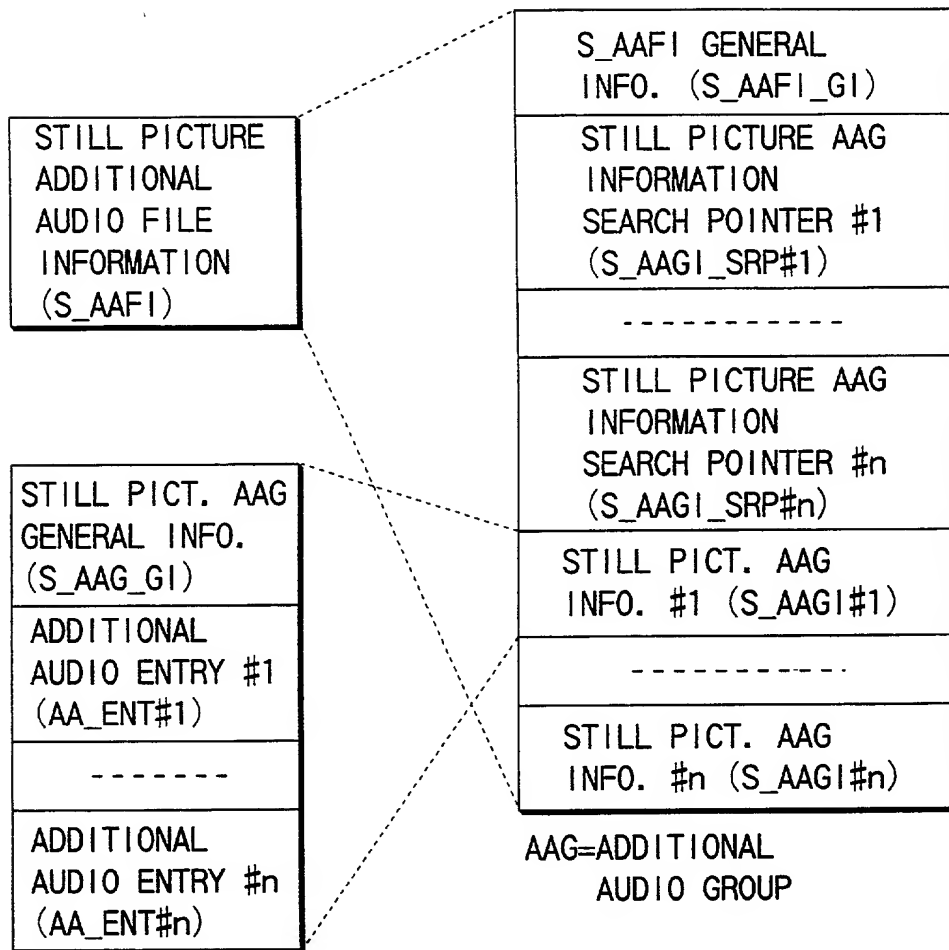 STILL PICTURE
ADDITIONAL
AUDIO FILE
INFORMATION
(S_AAFI)
S_AAFI GENERAL
INFO. (S_AAFI_GI)
STILL PICTURE AAG
INFORMATION
SEARCH POINTER #1
(S_AAGI_SRP#1)
STILL PICTURE AAG
INFORMATION
SEARCH POINTER #n
(S_AAGI_SRP#n)
STILL PICT. AAG
INFO. #1 (S_AAGI#1)
STILL PICT. AAG
INFO. #n (S_AAGI#n)
STILL PICT. AAG
GENERAL INFO.
(S_AAG_GI)
ADDITIONAL
AUDIO ENTRY #1
(AA_ENT#1)
ADDITIONAL
AUDIO ENTRY #n
(AA_ENT#n)
AAG=ADDITIONAL
AUDIO GROUP